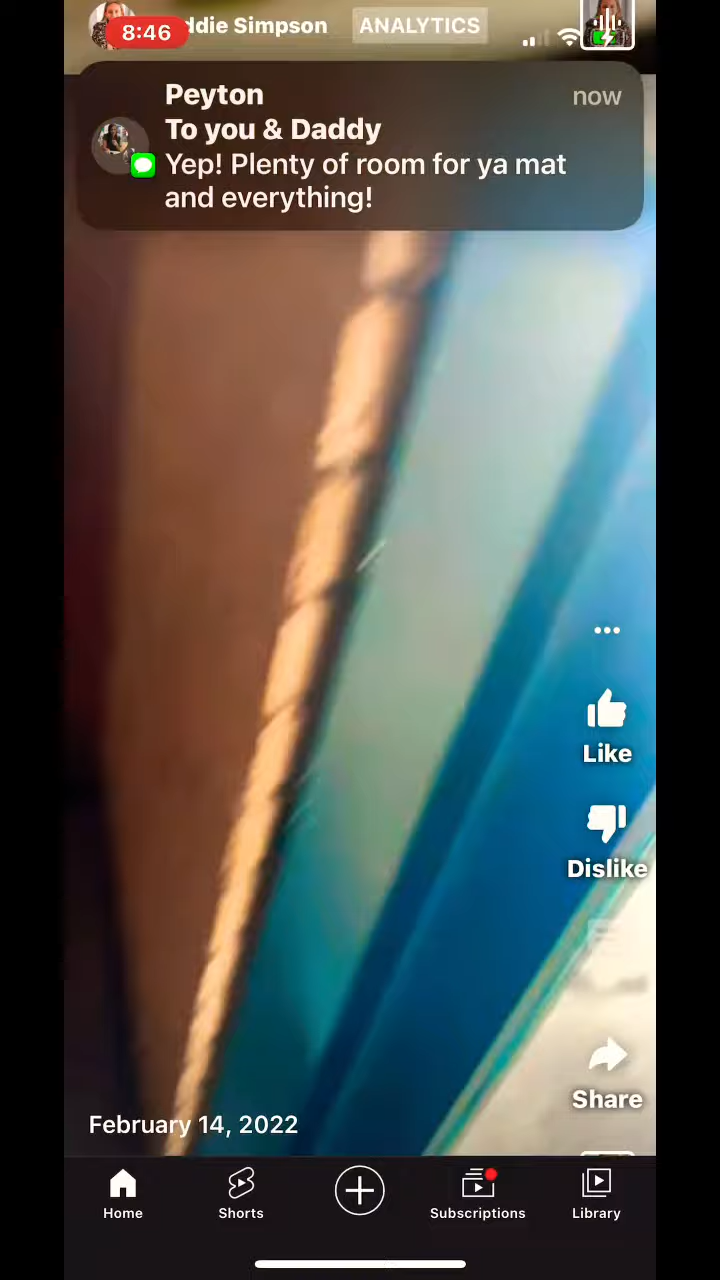 ddie Simpson
ANALYTICS
8:46
Peyton
now
To you & Daddy
Yep! Plenty of room for ya mat
and everything!
Like
Dislike
Share
February 14, 2022
Home
Shorts
Subscriptions
Library